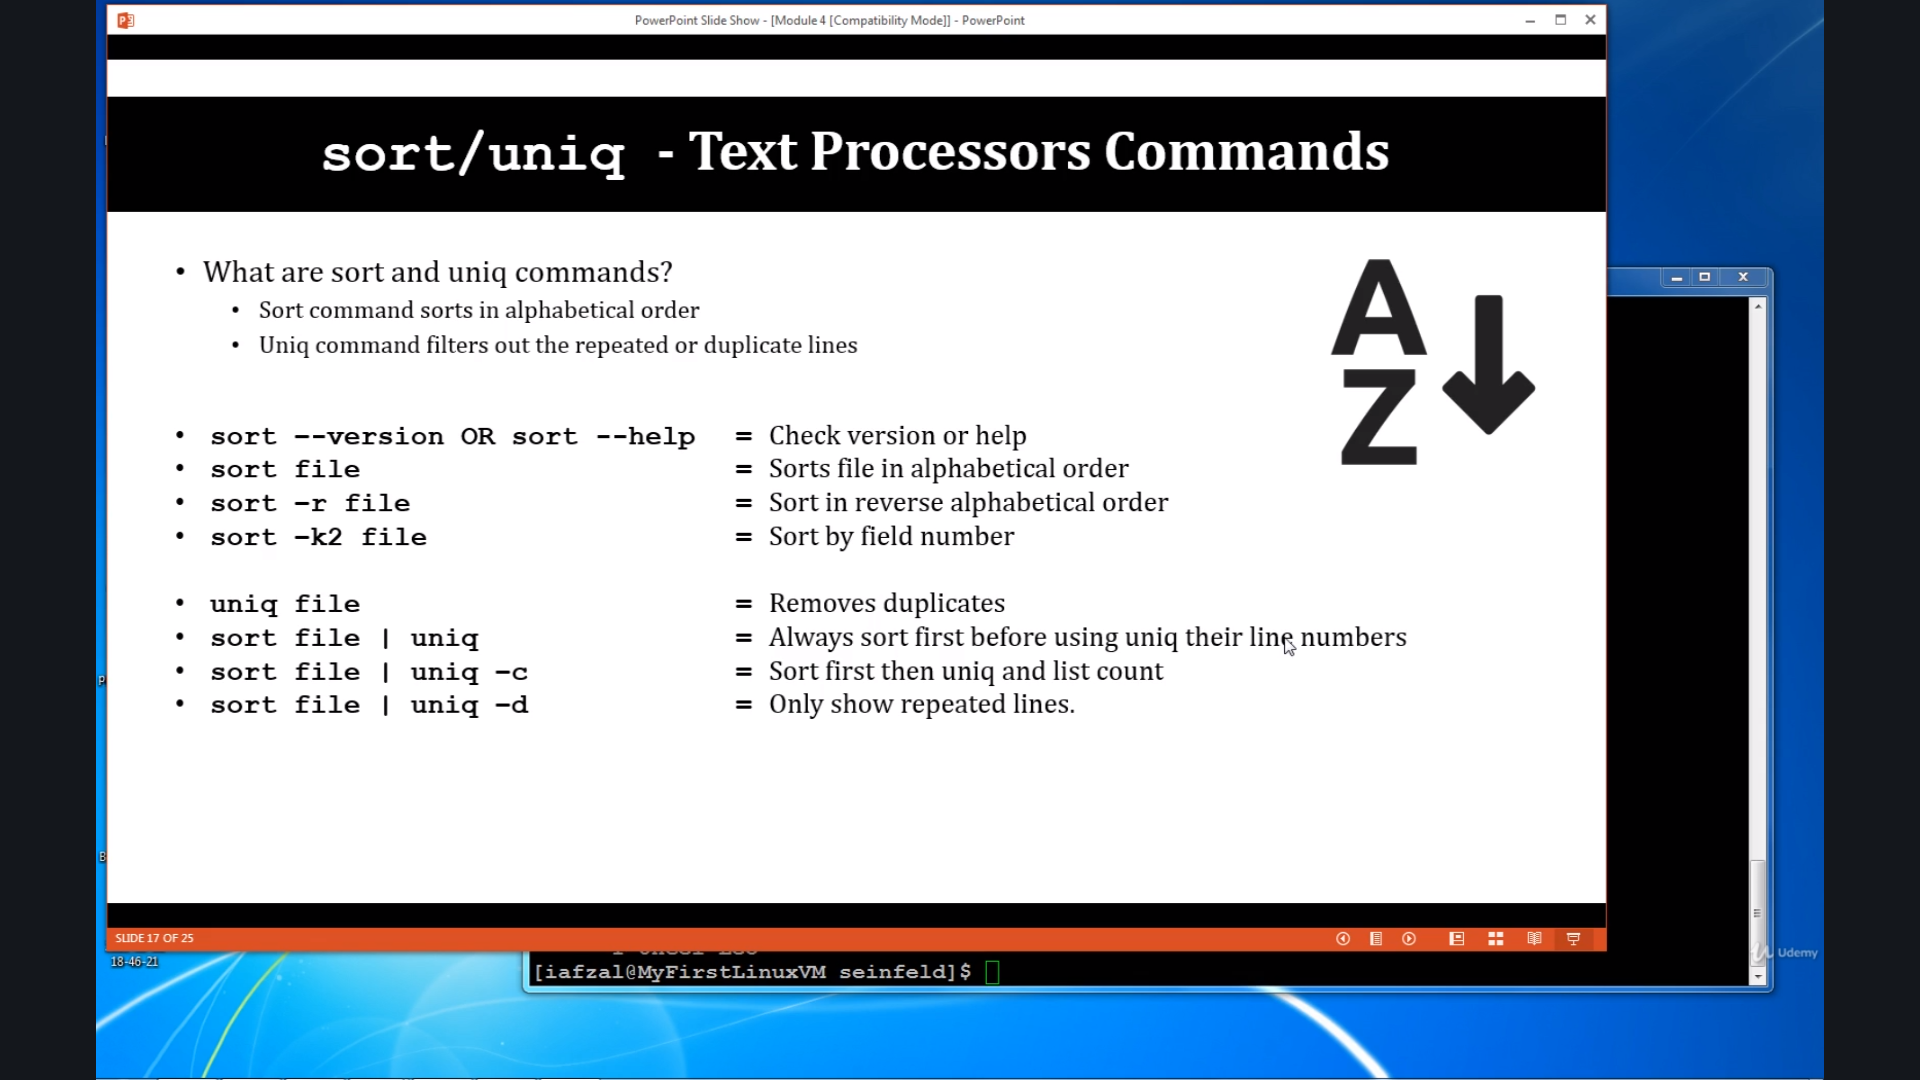 PowerPoint Slide Show - [Module 4 [Compatibility Mode]] - PowerPoint
sort/uniq - Text Processors Commands
• What are sort and uniq commands?
• Sort command sorts in alphabetical order
• Uniq command filters out the repeated or duplicate lines
A
Z
• sort --version OR sort --help = Check version or help
• sort file = Sorts file in alphabetical order
• sort –r file = Sort in reverse alphabetical order
• sort –k2 file = Sort by field number
• uniq file = Removes duplicates
• sort file | uniq = Always sort first before using uniq their line numbers
• sort file | uniq –c = Sort first then uniq and list count
• sort file | uniq –d = Only show repeated lines.
SLIDE 17 OF 25
18-46-21
[iafzal@MyFirstLinuxVM seinfeld]$
Udemy